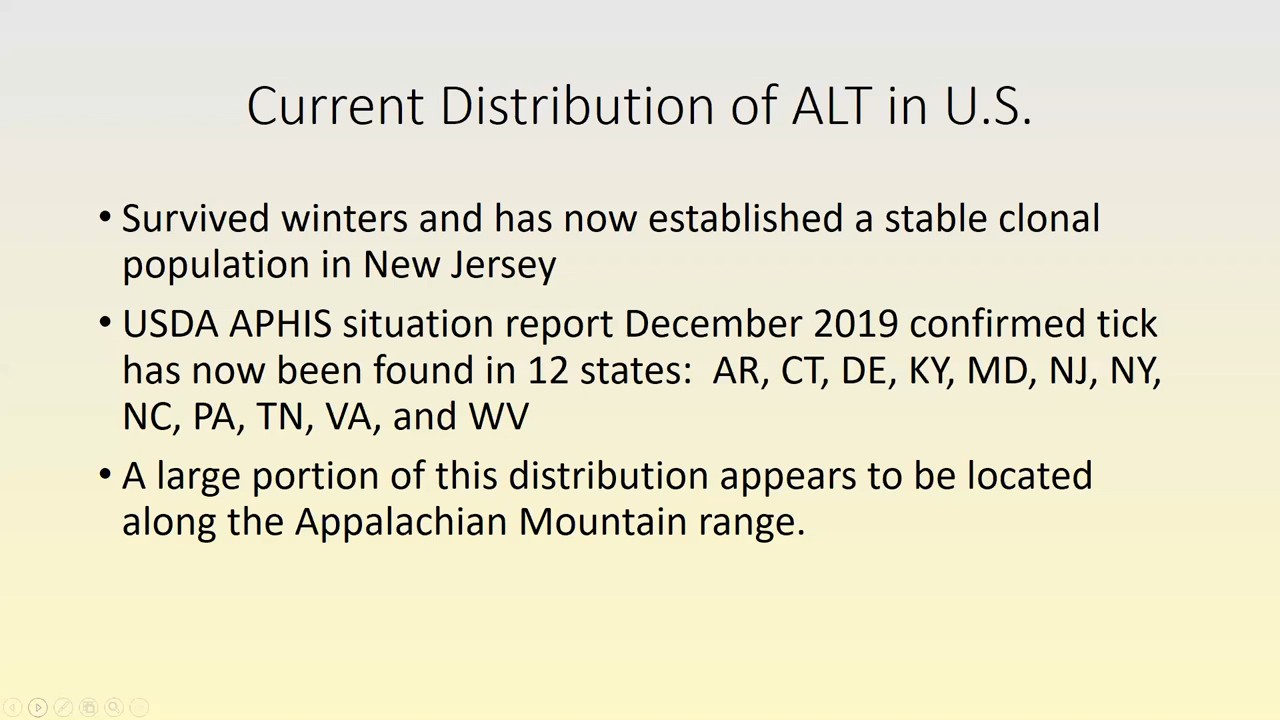 Current Distribution of ALT in U.S.
• Survived winters and has now established a stable clonal
population in New Jersey
• USDA APHIS situation report December 2019 confirmed tick
has now been found in 12 states:  AR, CT, DE, KY, MD, NJ, NY,
NC, PA, TN, VA, and WV
• A large portion of this distribution appears to be located
along the Appalachian Mountain range.